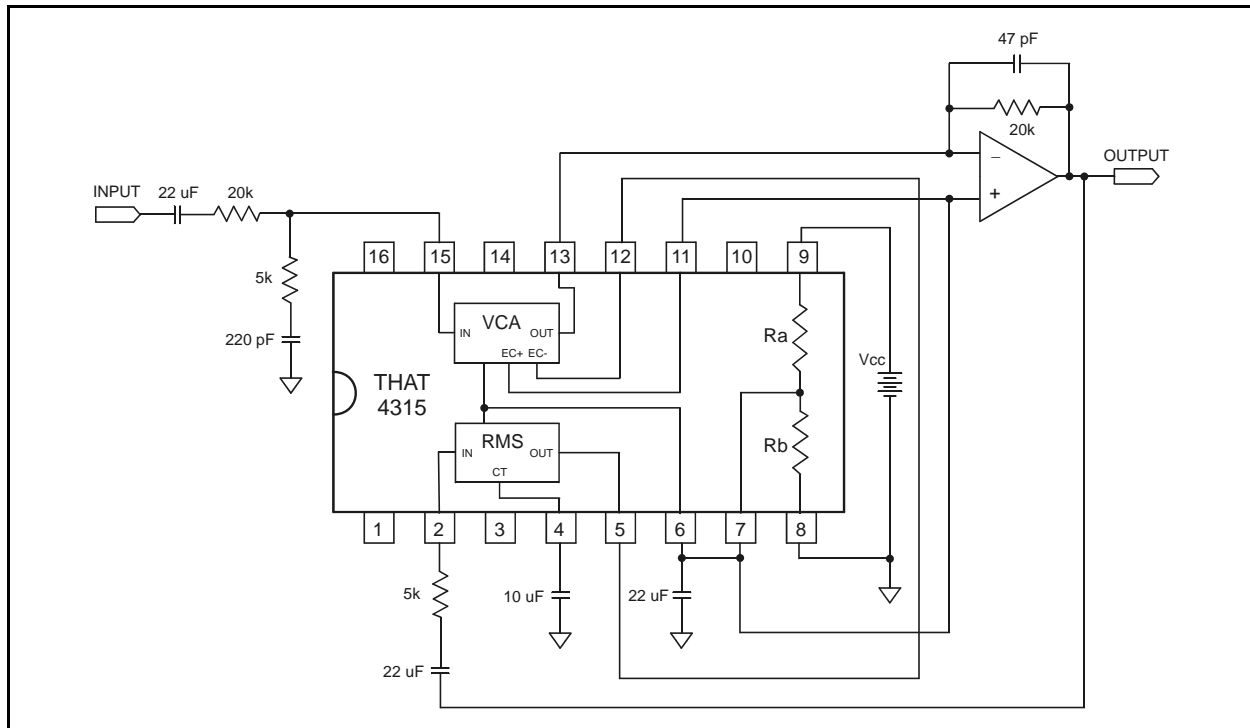 47 pF
20k
OUTPUT
−
+
INPUT
22 uF
20k
5k
220 pF
16
15
14
13
12
11
10
9
VCA
IN
OUT
EC+ EC-
THAT
4315
RMS
IN
OUT
CT
Ra
Rb
Vcc
1
2
3
4
5
6
7
8
5k
10 uF
22 uF
22 uF